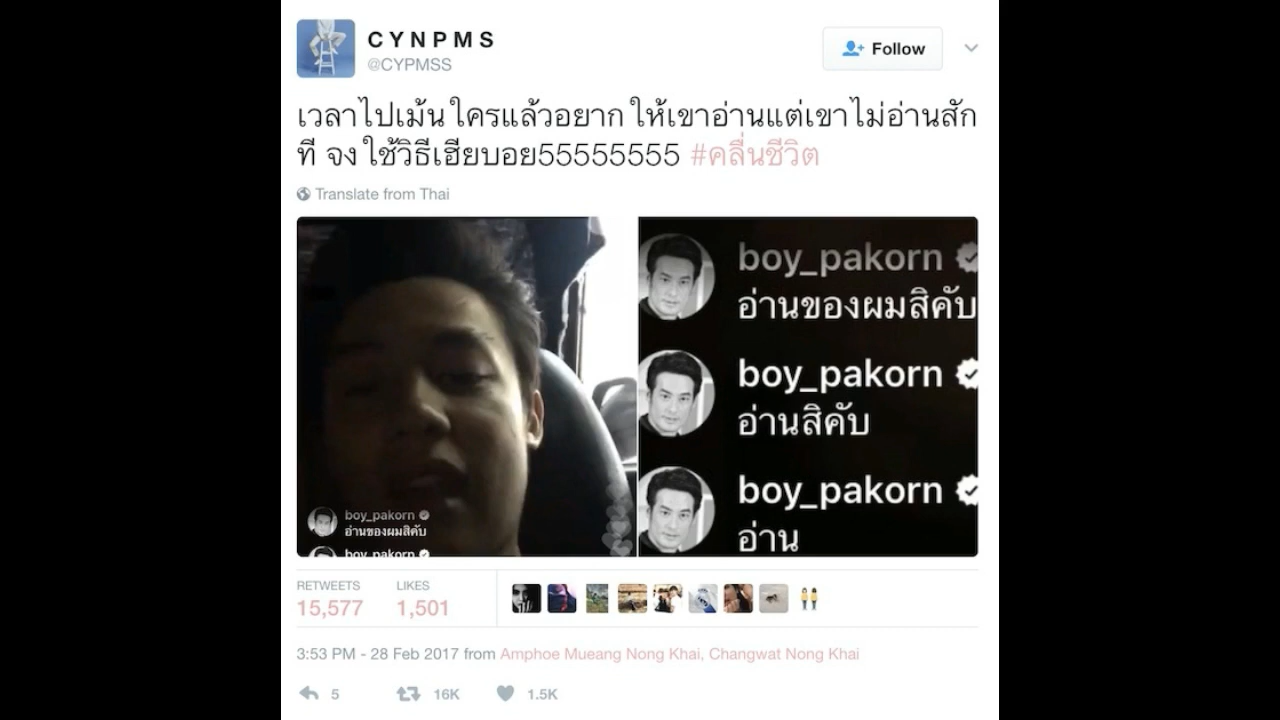 CYNPMS
@CYPMSS
Follow
เวลาไปเม้นใครแล้วอยากให้เขาอ่านแต่เขาไม่อ่านสัก
ที จงใช้วิธีเฮียบอย55555555 #คลื่นชีวิต
Translate from Thai
boy_pakorn
อ่านของผมสิคับ
boy_pakorn
boy_pakorn
อ่านของผมสิคับ
boy_pakorn
อ่านสิคับ
boy_pakorn
อ่าน
RETWEETS LIKES
15,577 1,501
3:53 PM - 28 Feb 2017 from Amphoe Mueang Nong Khai, Changwat Nong Khai
5 16K 1.5K